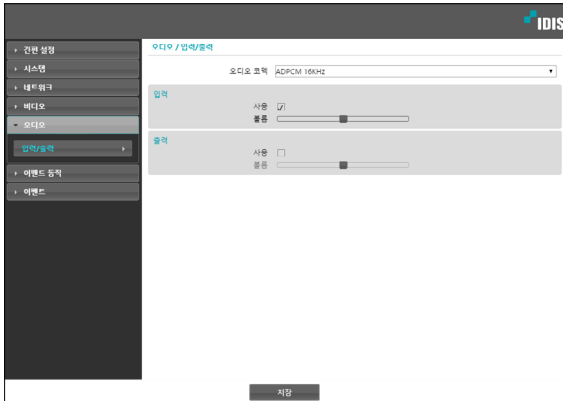 IDIS
간편 설정
시스템
네트워크
비디오
오디오
입력/출력
이벤트 동작
이벤트
오디오 / 입력/출력
오디오 코덱 ADPCM 16KHz
입력
사용
볼륨
출력
사용
볼륨
저장